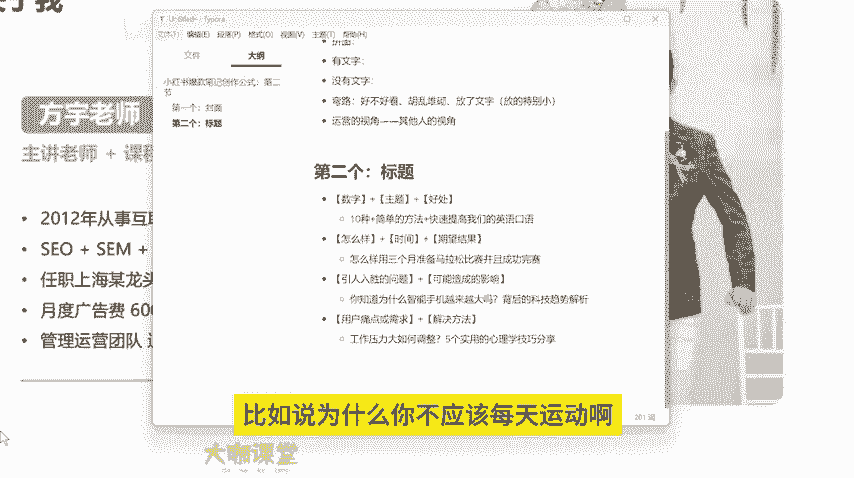 Untitled - Typora
文件(F) 编辑(E) 段落(P) 格式(O) 视图(V) 主题(T) 帮助(H)
文件 大纲
小红书爆款笔记创作公式：第二
节
第一个：封面
第二个：标题
有文字：
没有文字：
弯路：好不好看、胡乱堆砌、放了文字（放的特别小）
运营的视角----其他人的视角
第二个：标题
【数字】+【主题】+【好处】
10种+简单的方法+快速提高我们的英语口语
【怎么样】+【时间】+【期望结果】
怎么样用三个月准备马拉松比赛并且成功完赛
【引人入胜的问题】+【可能造成的影响】
你知道为什么智能手机越来越大吗？背后的科技趋势解析
【用户痛点或需求】+【解决方法】
工作压力大如何调整？5个实用的心理学技巧分享
201 词
方宇老师
主讲老师 + 课程
2012年从事互联
SEO + SEM +
任职上海某龙头
月度广告费 600
管理运营团队
比如说为什么你不应该每天运动啊
大咖课堂